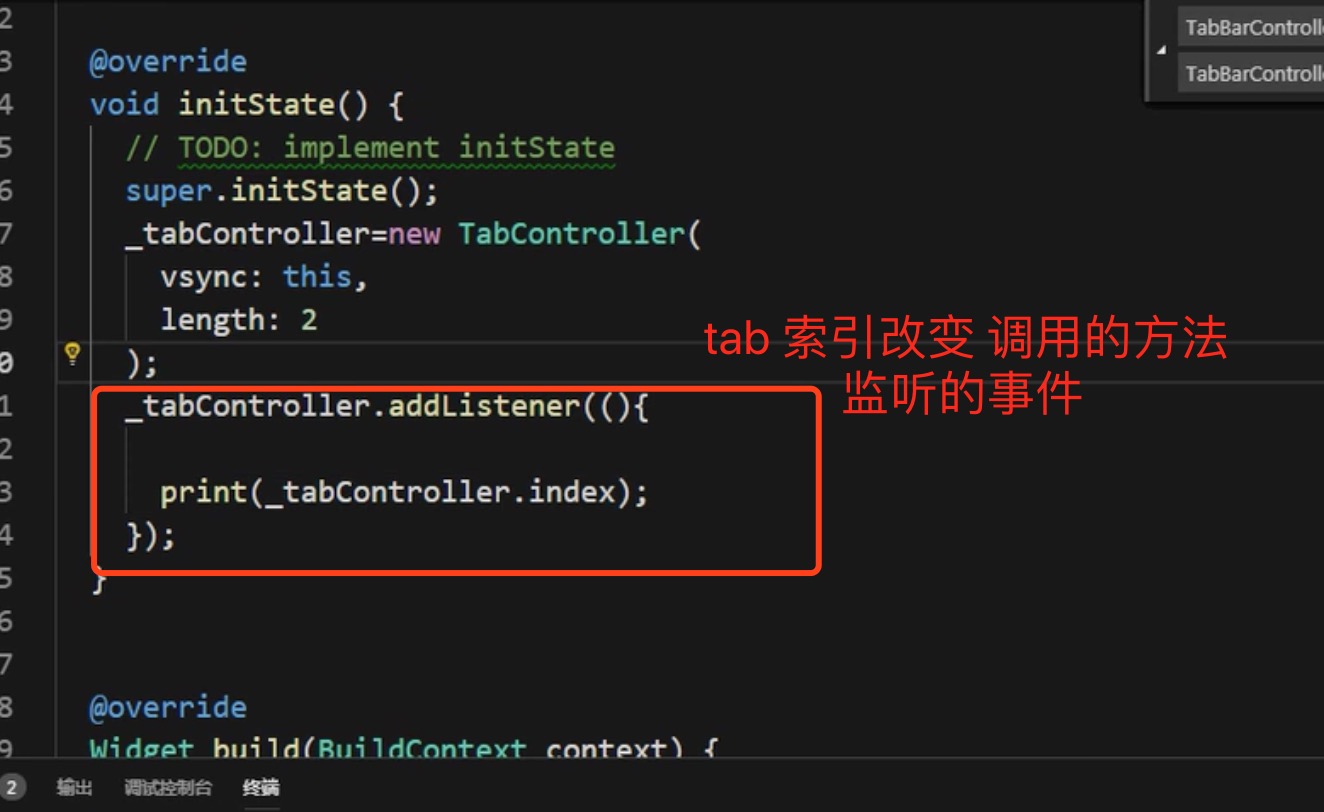 2
TabBarControll
3 @override
4 void initState() {
TabBarControll
5 // TODO: implement initState
6 super.initState();
7 _tabController=new TabController(
8 vsync: this,
9 length: 2
0 );
tab 索引改变 调用的方法
监听的事件
1 _tabController.addListener((){
2
3 print(_tabController.index);
4 });
5 }
6
7
8 @override
9 Widget build(BuildContext context) {
2 输出 调试控制台 终端